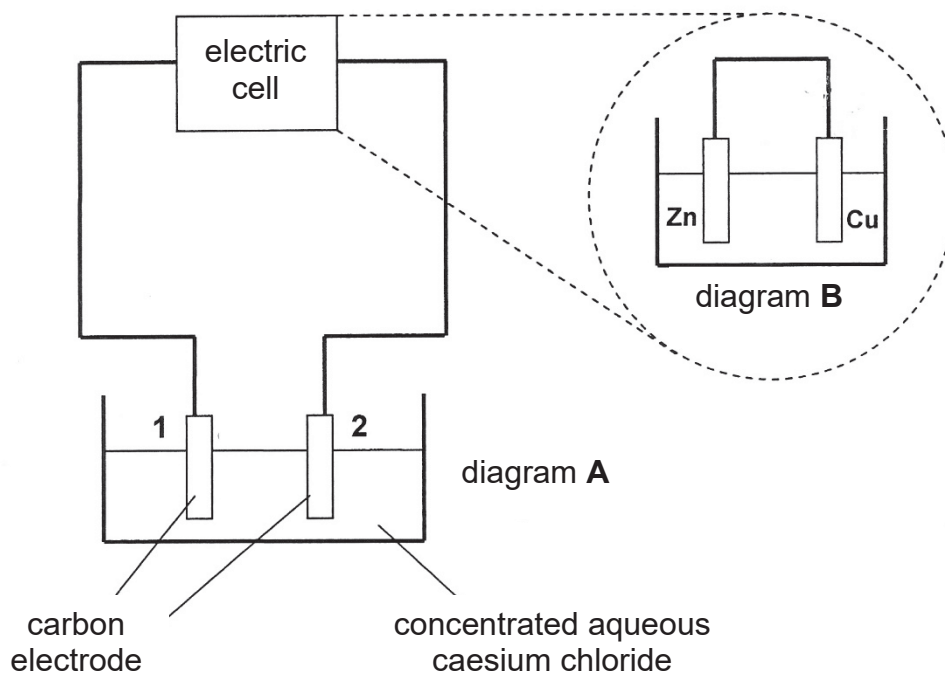 electric
cell
Zn
Cu
diagram B
1
2
diagram A
carbon
electrode
concentrated aqueous
caesium chloride